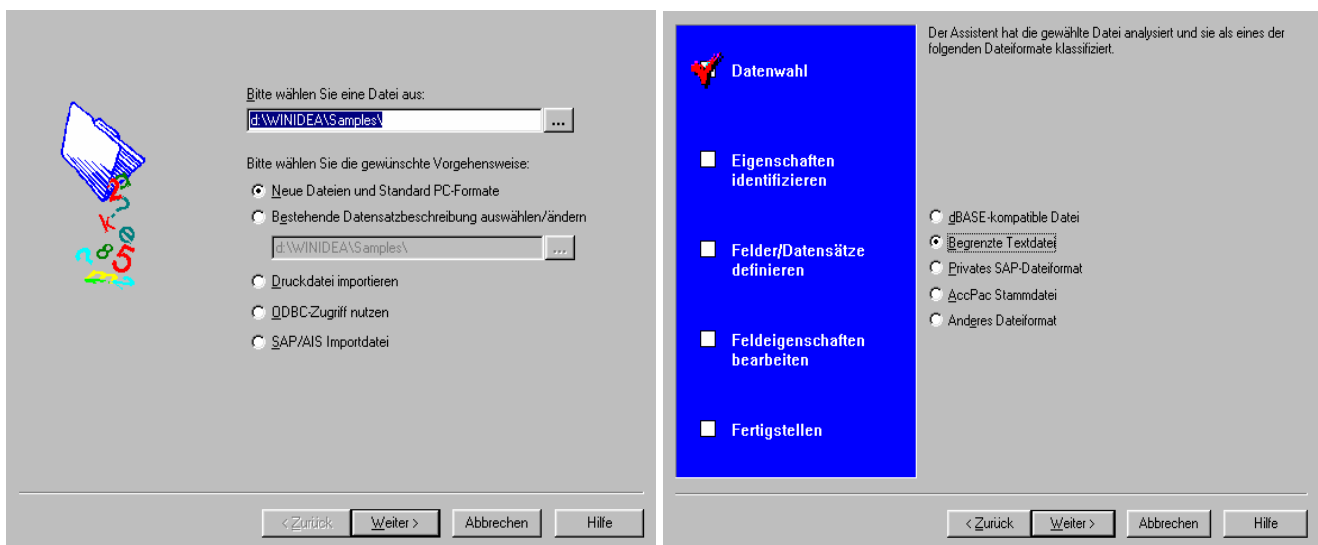 Bitte wählen Sie eine Datei aus:
d:\WINIDEA\Samples\
...
Bitte wählen Sie die gewünschte Vorgehensweise:
Neue Dateien und Standard PC-Formate
Bestehende Datensatzbeschreibung auswählen/ändern
d:\WINIDEA\Samples\
...
Druckdatei importieren
ODBC-Zugriff nutzen
SAP/AIS Importdatei
< Zurück
Weiter >
Abbrechen
Hilfe
Datenwahl
Eigenschaften
identifizieren
Felder/Datensätze
definieren
Feldeigenschaften
bearbeiten
Fertigstellen
Der Assistent hat die gewählte Datei analysiert und sie als eines der
folgenden Dateiformate klassifiziert.
dBASE-kompatible Datei
Begrenzte Textdatei
Privates SAP-Dateiformat
AccPac Stammdatei
Anderes Dateiformat
< Zurück
Weiter >
Abbrechen
Hilfe